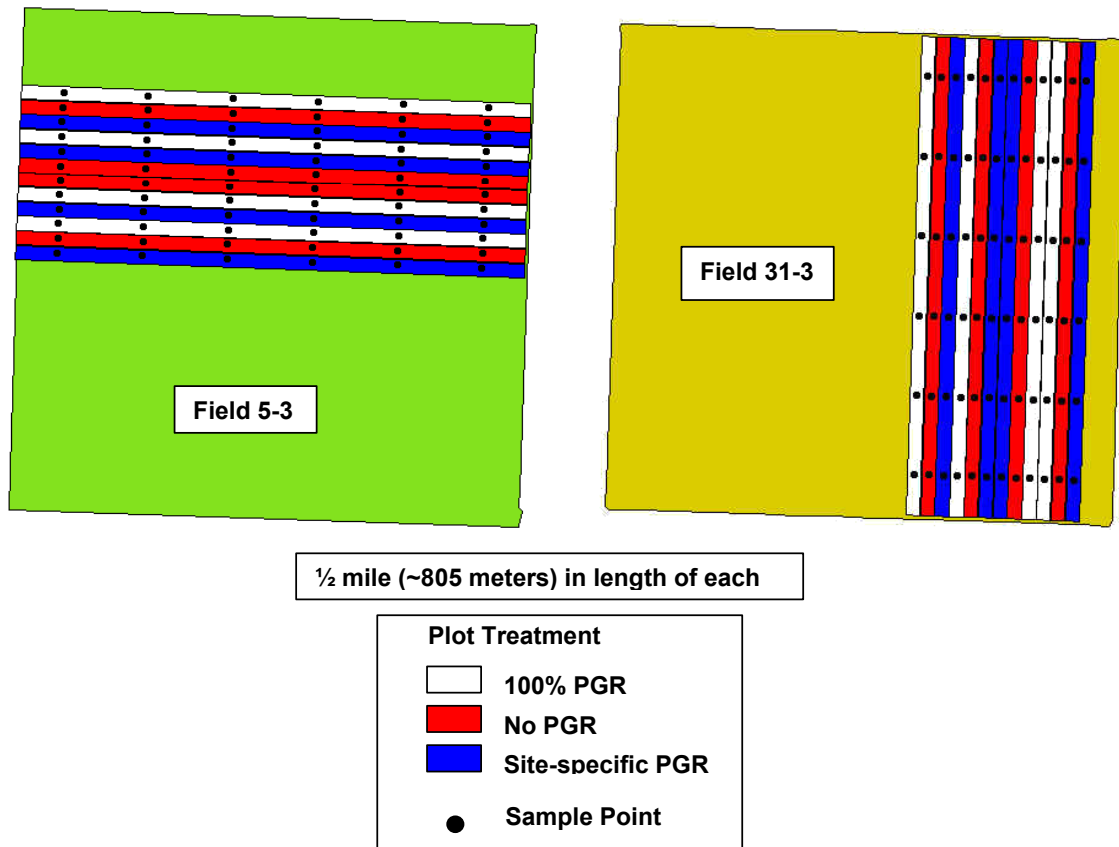 Field 5-3
Field 31-3
½ mile (~805 meters) in length of each
Plot Treatment
100% PGR
No PGR
Site-specific PGR
Sample Point